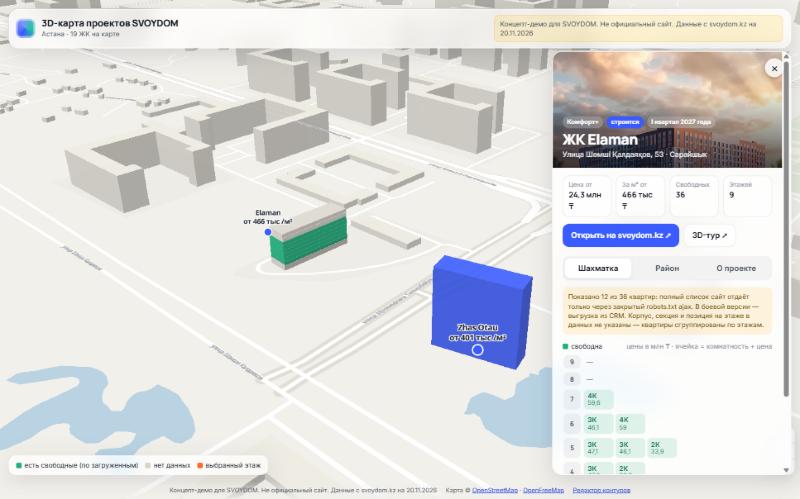 3D-карта проектов SVOYDOM
Астана · 19 ЖК на карте
Концепт-демо для SVOYDOM. Не официальный сайт. Данные с svoydom.kz на
20.11.2026
Комфорт+ строится I квартал 2027 года
ЖК Elaman
Улица Шәмші Қалдаяқов, 53 · Сарайшык
Цена от
24,3 млн
₸
За м² от
466 тыс
₸
Свободных
36
Этажей
9
Открыть на svoydom.kz ↗ 3D-тур ↗
Шахматка Район О проекте
Показано 12 из 36 квартир: полный список сайт отдаёт
только через закрытый robots.txt ajax. В боевой версии —
выгрузка из CRM. Корпус, секция и позиция на этаже в
данных не указаны — квартиры сгруппированы по этажам.
свободна цены в млн ₸ · ячейка = комнатность + цена
9 —
8 —
7 4К 59,6
6 3К 46,1 4К 59
5 3К 47,1 3К 46,1 2К 33,9
4 3К 2К
Elaman
от 466 тыс /м²
Zhas Otau
от 401 тыс /м²
есть свободные (по загруженным) нет данных выбранный этаж
Концепт-демо для SVOYDOM. Не официальный сайт. Данные с svoydom.kz на 20.11.2026 Карта © OpenStreetMap · OpenFreeMap Редактор контуров